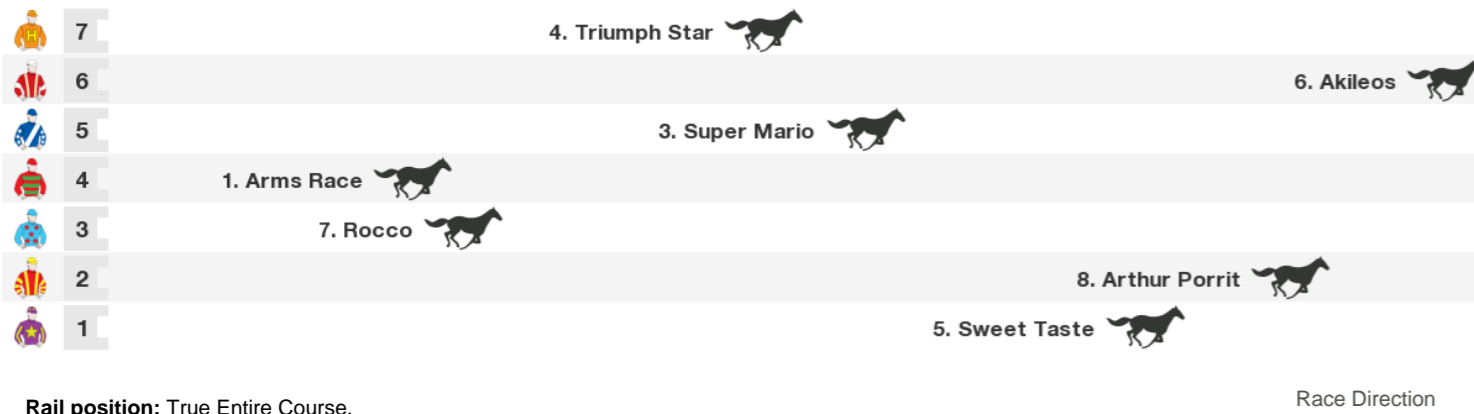 7 4. Triumph Star
6 6. Akileos
5 3. Super Mario
4 1. Arms Race
3 7. Rocco
2 8. Arthur Porrit
1 5. Sweet Taste
Race Direction
Rail position: True Entire Course.